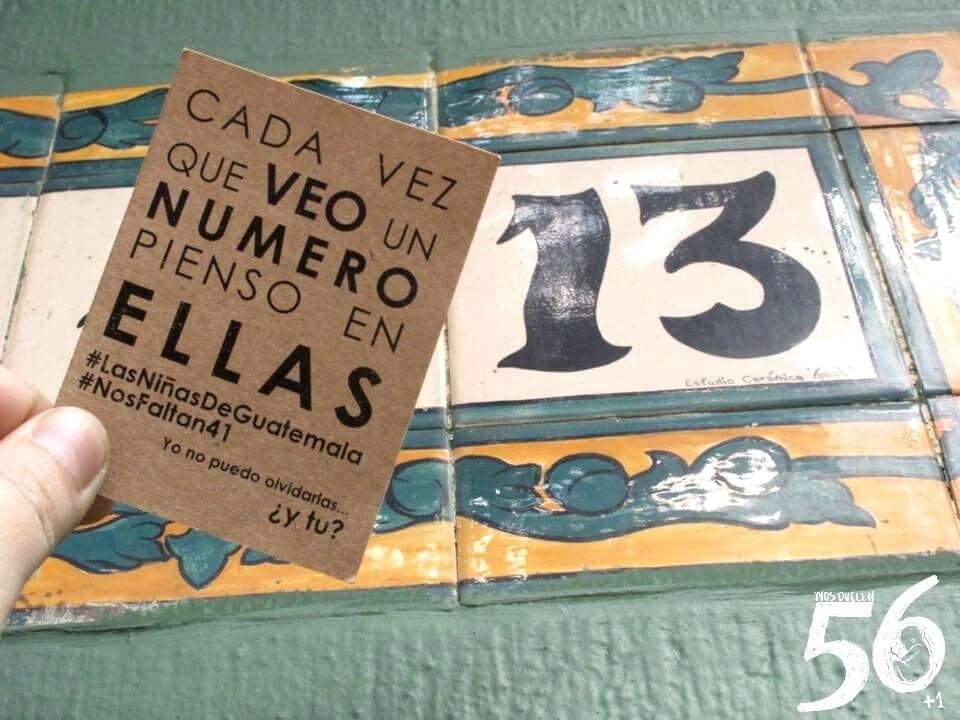 CADA VEZ
QUE VEO UN
NUMERO
PIENSO EN
ELLAS
#LasNiñasDeGuatemala
#NosFaltan41
Yo no puedo olvidarlas...
¿y tu?
13
Estudio Cerámico
NOS DUELEN
56
+1